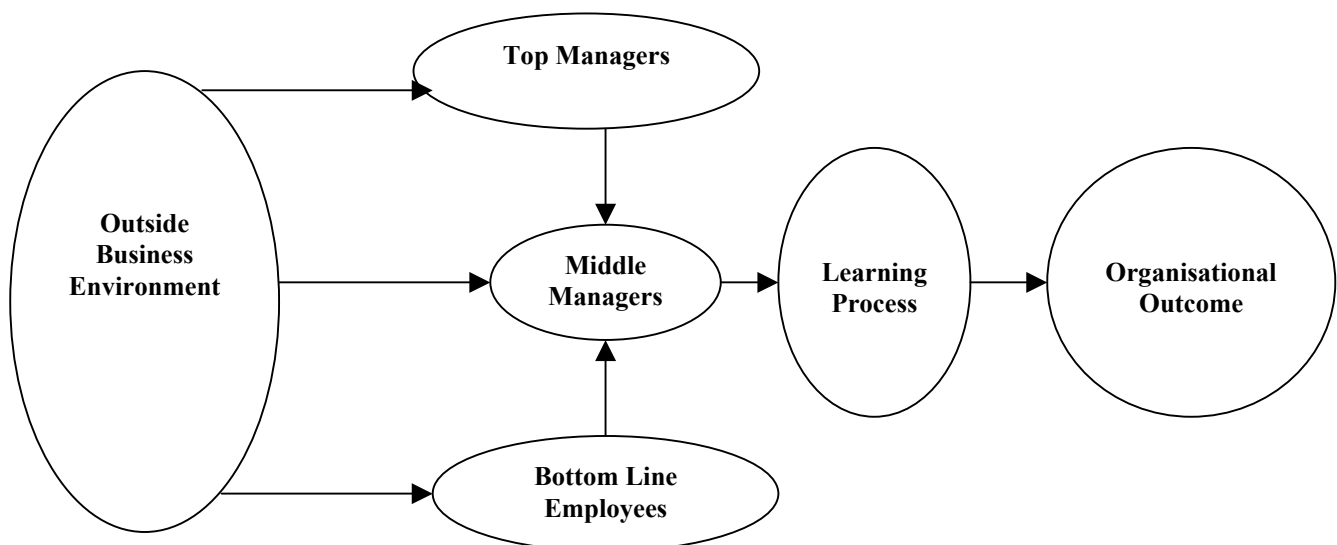 Top Managers
Outside
Business
Environment
Middle
Managers
Learning
Process
Organisational
Outcome
Bottom Line
Employees